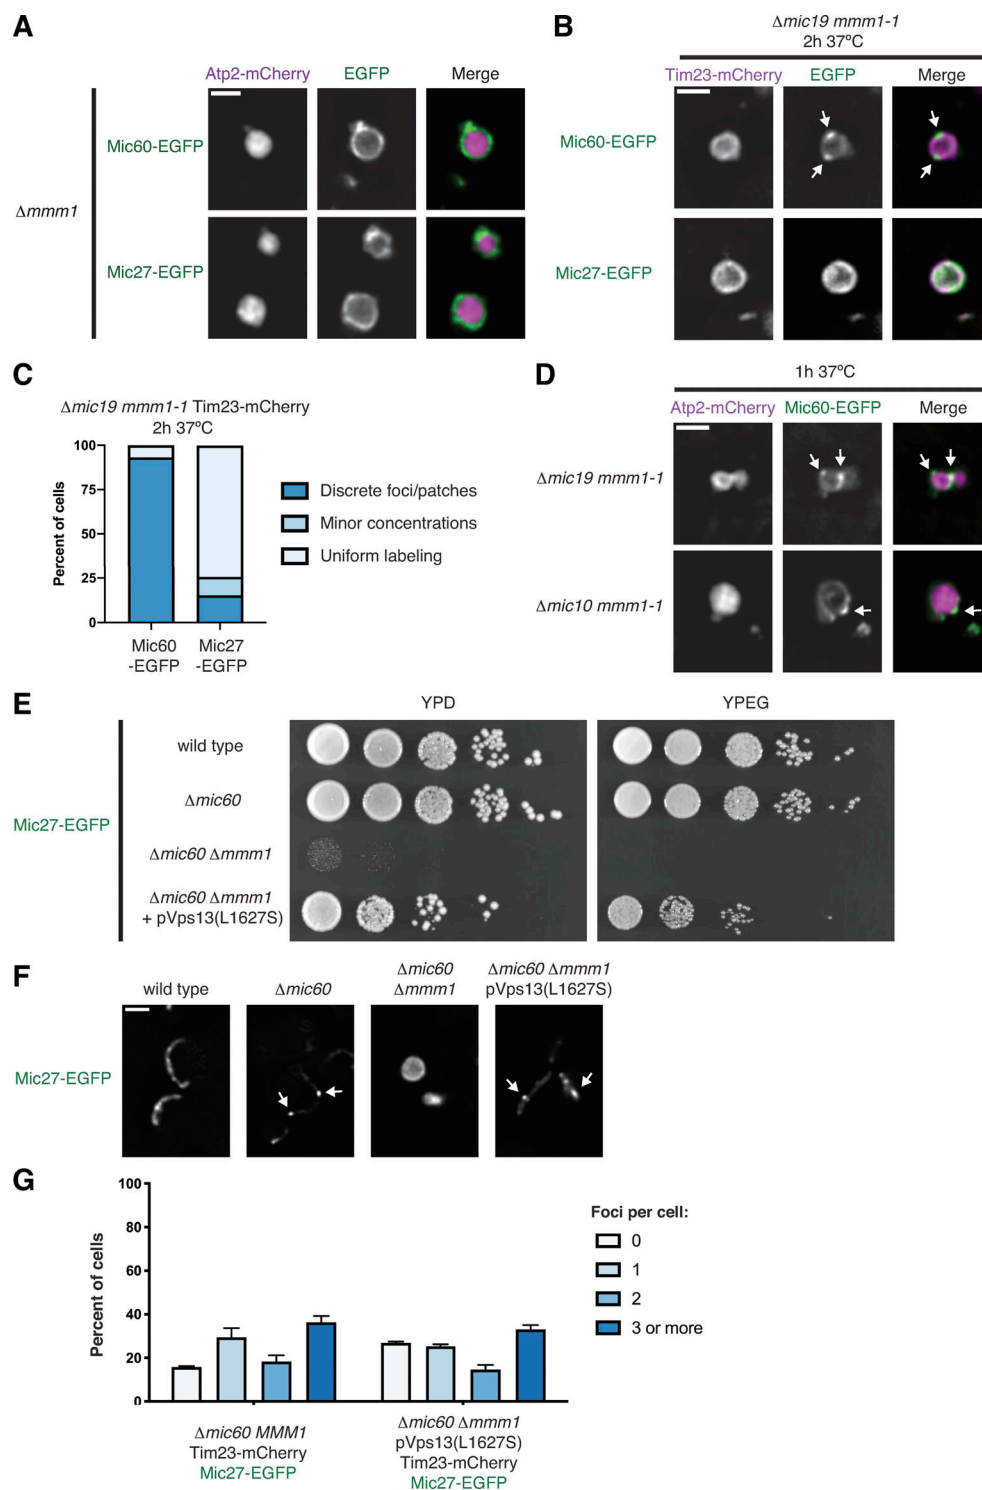 A
Atp2-mCherry EGFP Merge
Mic60-EGFP
Δmmm1
Mic27-EGFP
B
Δmic19 mmm1-1
2h 37ºC
Tim23-mCherry EGFP Merge
Mic60-EGFP
Mic27-EGFP
C
Δmic19 mmm1-1 Tim23-mCherry
2h 37ºC
Percent of cells
100
75
50
25
0
Mic60
-EGFP
Mic27
-EGFP
Discrete foci/patches
Minor concentrations
Uniform labeling
D
1h 37ºC
Atp2-mCherry Mic60-EGFP Merge
Δmic19 mmm1-1
Δmic10 mmm1-1
E
YPD YPEG
wild type
Δmic60
Mic27-EGFP
Δmic60 Δmmm1
Δmic60 Δmmm1
+ pVps13(L1627S)
F
wild type
Δmic60
Δmic60
Δmmm1
Δmic60 Δmmm1
pVps13(L1627S)
Mic27-EGFP
G
Percent of cells
100
80
60
40
20
0
Foci per cell:
0
1
2
3 or more
Δmic60 MMM1
Tim23-mCherry
Mic27-EGFP
Δmic60 Δmmm1
pVps13(L1627S)
Tim23-mCherry
Mic27-EGFP